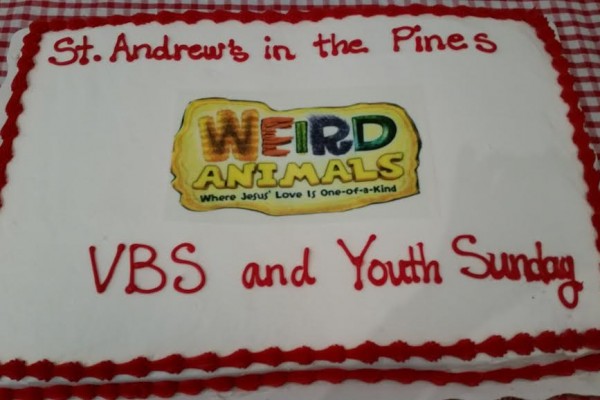 St. Andrew's in the Pines
WEIRD
ANIMALS
Where Jesus' Love Is One-of-a-Kind
VBS and Youth Sunday